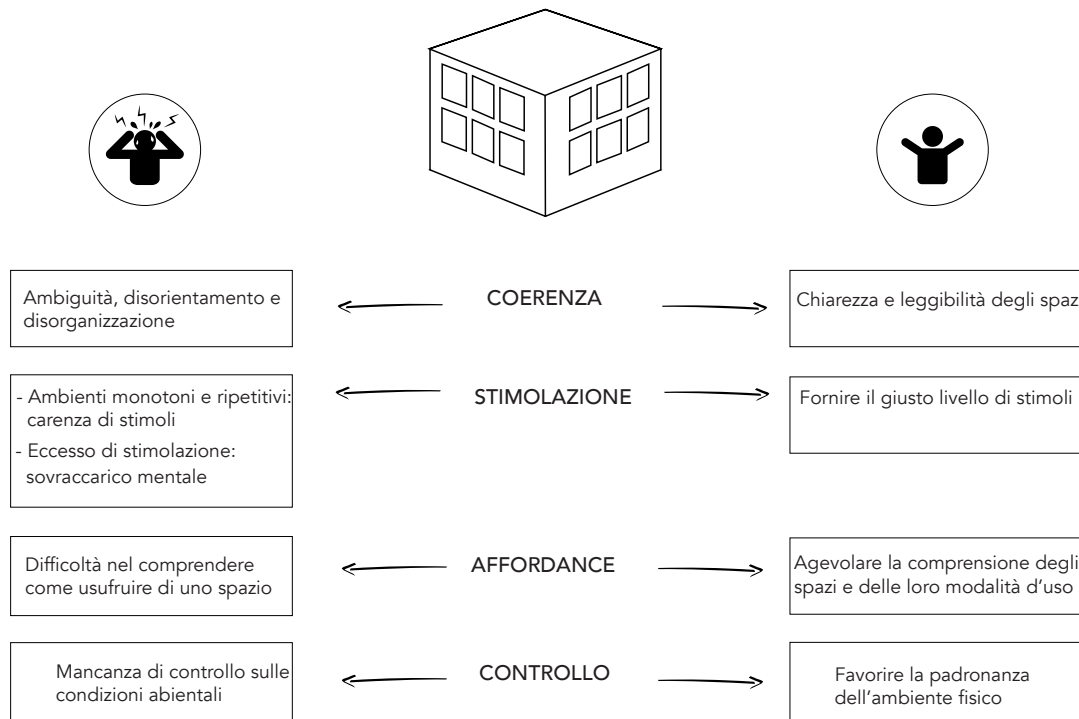 Ambiguità, disorientamento e
disorganizzazione
COERENZA
Chiarezza e leggibilità degli spaz
- Ambienti monotoni e ripetitivi:
carenza di stimoli
- Eccesso di stimolazione:
sovraccarico mentale
STIMOLAZIONE
Fornire il giusto livello di stimoli
Difficoltà nel comprendere
come usufruire di uno spazio
AFFORDANCE
Agevolare la comprensione degli
spazi e delle loro modalità d'uso
Mancanza di controllo sulle
condizioni abientali
CONTROLLO
Favorire la padronanza
dell'ambiente fisico